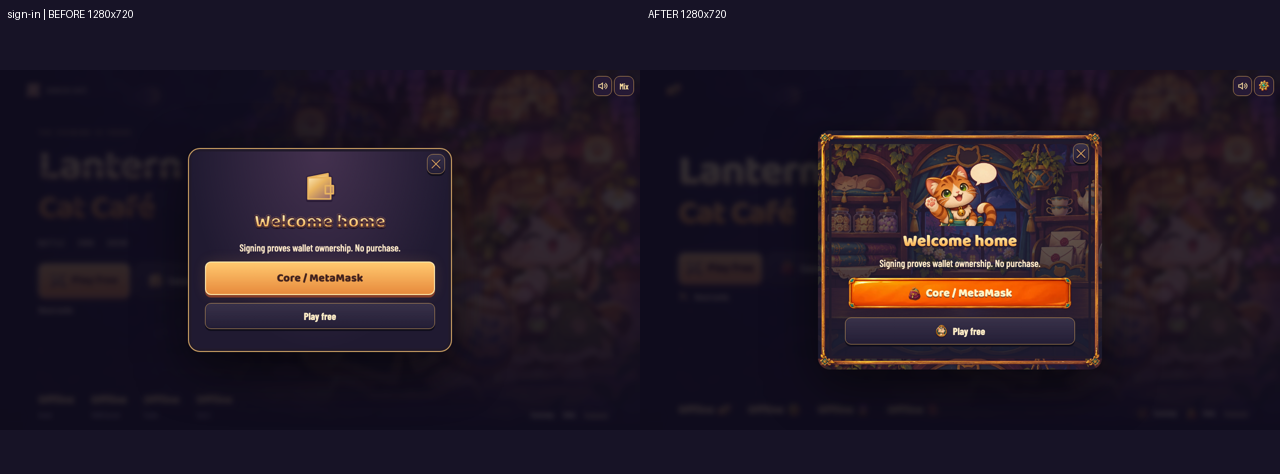 sign-in | BEFORE 1280x720
AFTER 1280x720
Mix
Lantern
Cat Café
Welcome home
Signing proves wallet ownership. No purchase.
Core / MetaMask
Play free
Lantern
Cat Café
Welcome home
Signing proves wallet ownership. No purchase.
Core / MetaMask
Play free